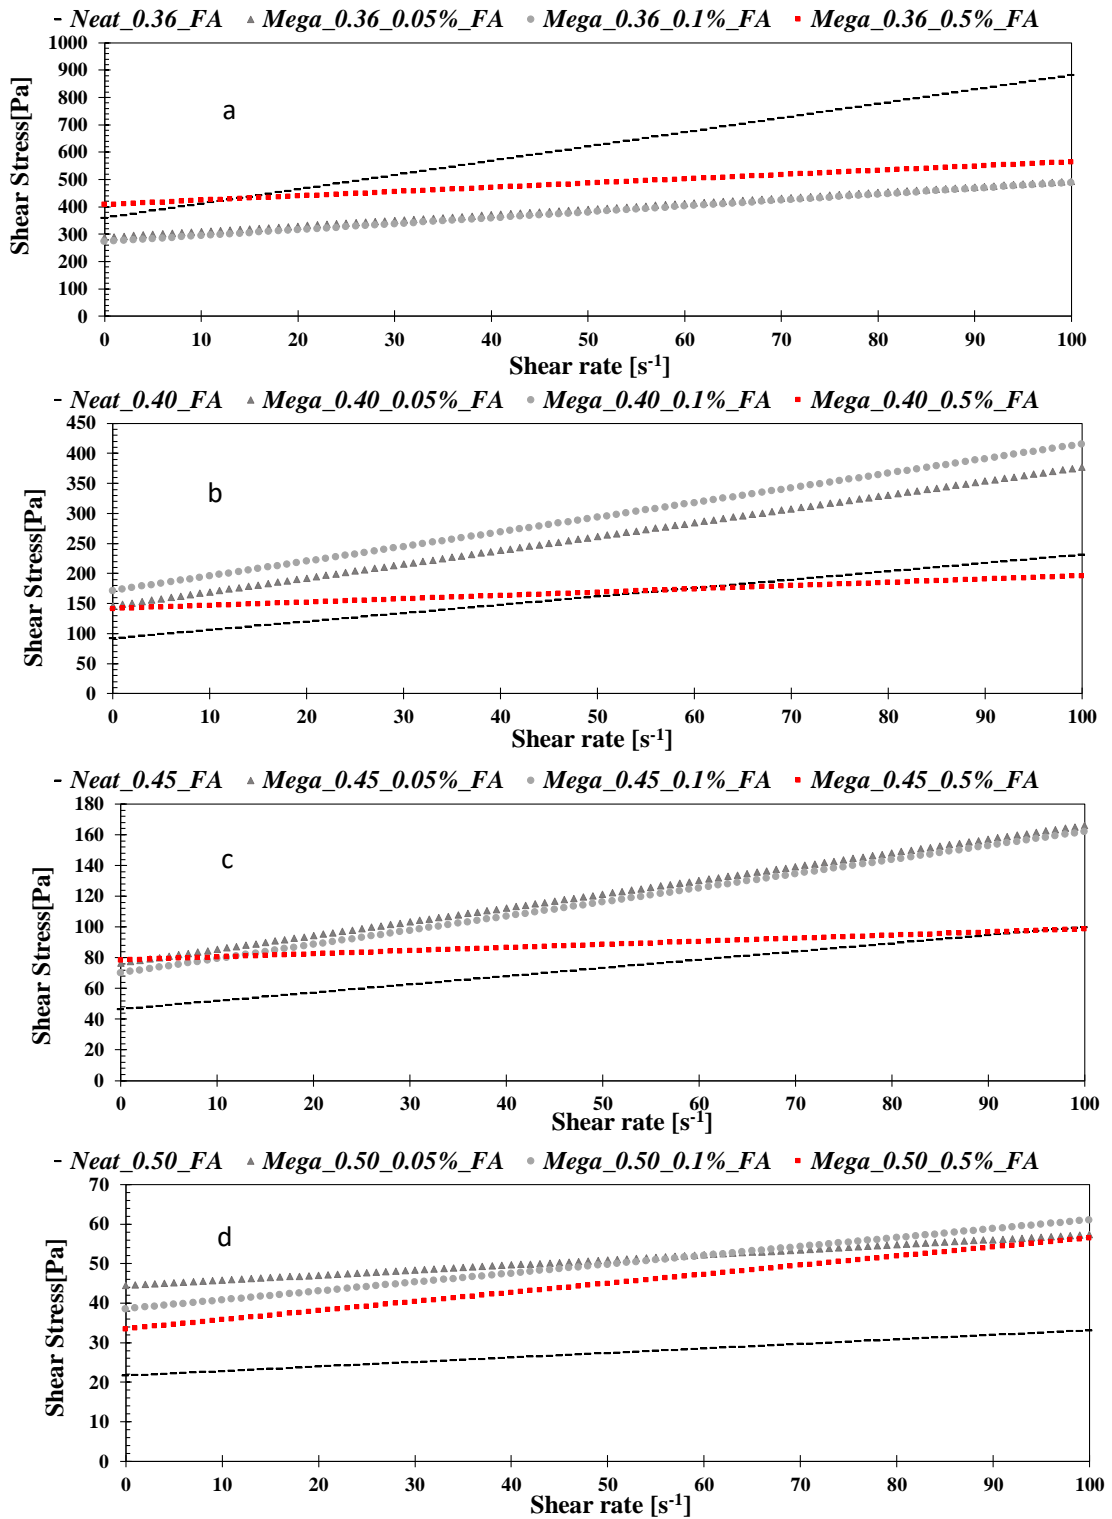 - Neat_0.36_FA ▲ Mega_0.36_0.05%_FA ● Mega_0.36_0.1%_FA ▪ Mega_0.36_0.5%_FA
1000
900
800
700
600
500
400
300
200
100
0
Shear Stress[Pa]
a
0 10 20 30 40 50 60 70 80 90 100
Shear rate [s-1]
- Neat_0.40_FA ▲ Mega_0.40_0.05%_FA ● Mega_0.40_0.1%_FA ▪ Mega_0.40_0.5%_FA
450
400
350
300
250
200
150
100
50
0
Shear Stress[Pa]
b
0 10 20 30 40 50 60 70 80 90 100
Shear rate [s-1]
- Neat_0.45_FA ▲ Mega_0.45_0.05%_FA ● Mega_0.45_0.1%_FA ▪ Mega_0.45_0.5%_FA
180
160
140
120
100
80
60
40
20
0
Shear Stress[Pa]
c
0 10 20 30 40 50 60 70 80 90 100
Shear rate [s-1]
- Neat_0.50_FA ▲ Mega_0.50_0.05%_FA ● Mega_0.50_0.1%_FA ▪ Mega_0.50_0.5%_FA
70
60
50
40
30
20
10
0
Shear Stress[Pa]
d
0 10 20 30 40 50 60 70 80 90 100
Shear rate [s-1]